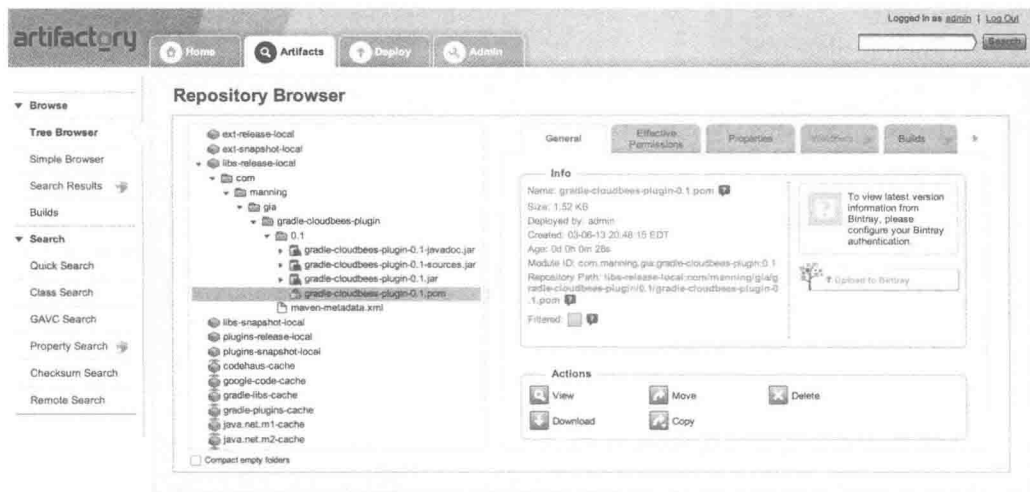 Logged in as admin | Log Out
artifactory
Home
Artifacts
Deploy
Admin
Search
Browse
Tree Browser
Simple Browser
Search Results
Builds
Search
Quick Search
Class Search
GAVC Search
Property Search
Checksum Search
Remote Search
Repository Browser
ext-release-local
ext-snapshot-local
libs-release-local
com
manning
gia
gradle-cloudbees-plugin
0.1
gradle-cloudbees-plugin-0.1-javadoc.jar
gradle-cloudbees-plugin-0.1-sources.jar
gradle-cloudbees-plugin-0.1.jar
gradle-cloudbees-plugin-0.1.pom
maven-metadata.xml
libs-snapshot-local
plugins-release-local
plugins-snapshot-local
codehaus-cache
google-code-cache
gradle-libs-cache
gradle-plugins-cache
java.net.m1-cache
java.net.m2-cache
Compact empty folders
General
Effective
Permissions
Properties
Builds
Info
Name: gradle-cloudbees-plugin-0.1.pom
Size: 1.52 KB
Deployed by: admin
Created: 03-06-13 20:48:15 EDT
Age: 0d 0h 0m 28s
Module ID: com.manning.gia:gradle-cloudbees-plugin:0.1
Repository Path: libs-release-local:com/manning/gia/g
radle-cloudbees-plugin/0.1/gradle-cloudbees-plugin-0
.1.pom
Filtered:
To view latest version
information from
Bintray, please
configure your Bintray
authentication.
Upload to Bintray
Actions
View
Move
Delete
Download
Copy